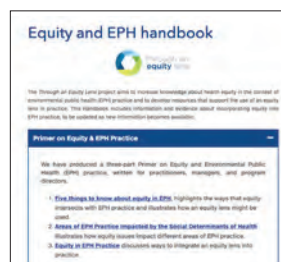 Equity and EPH handbook
Through an
equity lens
The Through an Equity Lens project aims to increase knowledge about health equity in the context of
environmental public health (EPH) practice and to develop resources that support the use of an equity
lens in practice. This Handbook includes information and evidence about incorporating equity into
EPH practice, to be updated as new information becomes available.
Primer on Equity & EPH Practice
We have produced a three-part Primer on Equity and Environmental Public
Health (EPH) practice, written for practitioners, managers, and program
directors.
1. Five things to know about equity in EPH, highlights the ways that equity
intersects with EPH practice and illustrates how an equity lens might be
used.
2. Areas of EPH Practice Impacted by the Social Determinants of Health
illustrates how equity issues impact different areas of EPH practice.
3. Equity in EPH Practice discusses ways to integrate an equity lens into
practice.